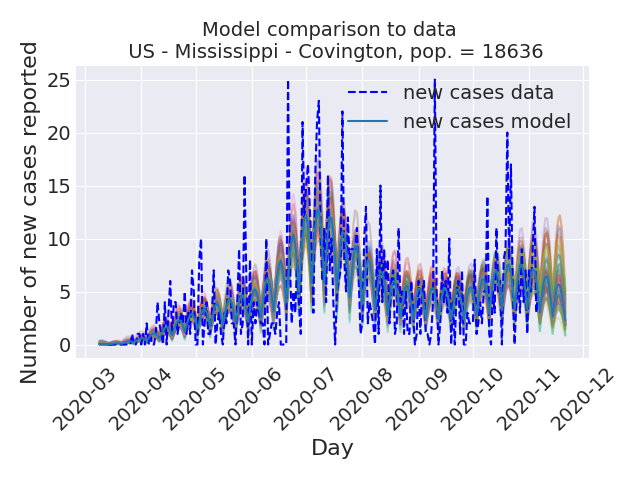 Model comparison to data
US - Mississippi - Covington, pop. = 18636
Number of new cases reported
25
20
15
10
5
0
new cases data
new cases model
2020-03
2020-04
2020-05
2020-06
2020-07
2020-08
2020-09
2020-10
2020-11
2020-12
Day